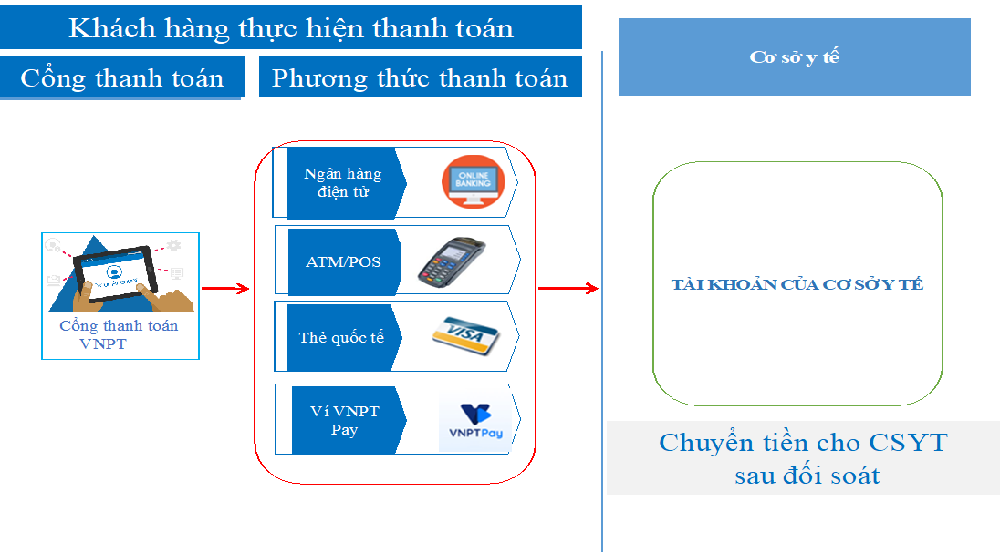 Khách hàng thực hiện thanh toán
Cổng thanh toán
Phương thức thanh toán
Cơ sở y tế
Ngân hàng
điện tử
ONLINE
BANKING
ATM/POS
Cổng thanh toán
VNPT
Thẻ quốc tế
VISA
Ví VNPT
Pay
VNPTPay
TÀI KHOẢN CỦA CƠ SỞ Y TẾ
Chuyển tiền cho CSYT
sau đối soát